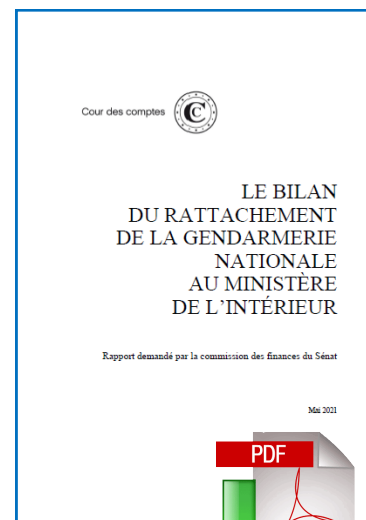 Cour des comptes
C
LE BILAN
DU RATTACHEMENT
DE LA GENDARMERIE
NATIONALE
AU MINISTÈRE
DE L'INTÉRIEUR
Rapport demandé par la commission des finances du Sénat
Mai 2021
PDF